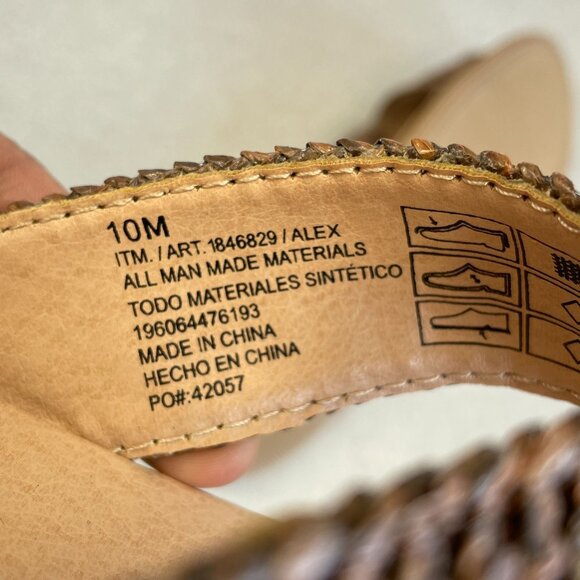 10M
ITM. / ART. 1846829 / ALEX
ALL MAN MADE MATERIALS
TODO MATERIALES SINTÉTICO
196064476193
MADE IN CHINA
HECHO EN CHINA
PO#:42057